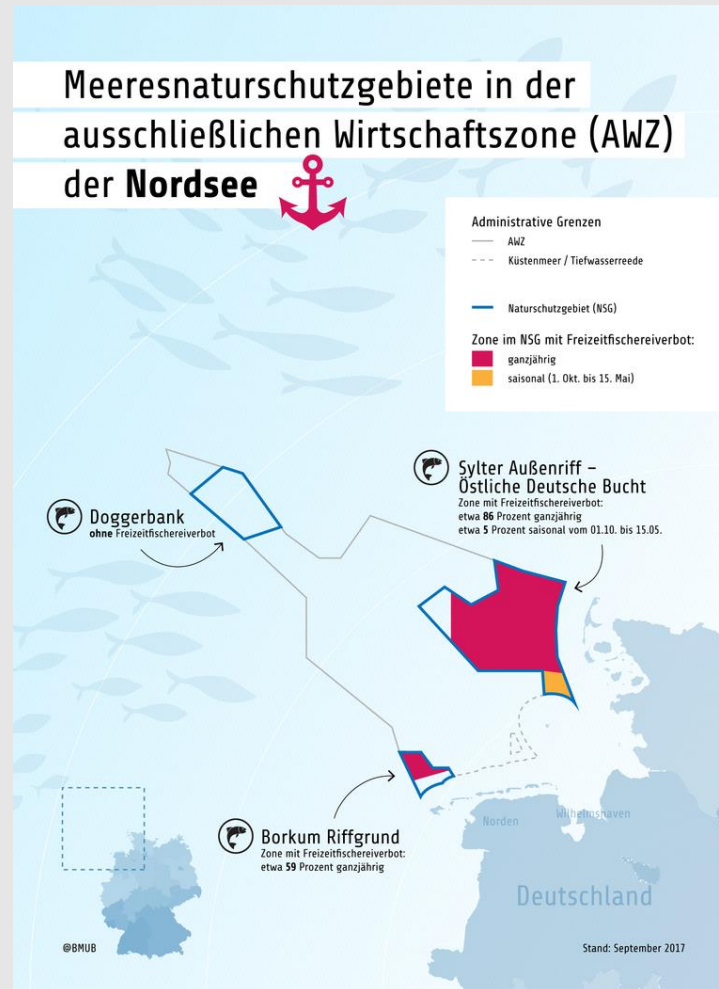 Meeresnaturschutzgebiete in der
ausschließlichen Wirtschaftszone (AWZ)
der Nordsee
Administrative Grenzen
AWZ
Küstenmeer / Tiefwasserreede
Naturschutzgebiet (NSG)
Zone im NSG mit Freizeitfischereiverbot:
ganzjährig
saisonal (1. Okt. bis 15. Mai)
Sylter Außenriff –
Östliche Deutsche Bucht
Zone mit Freizeitfischereiverbot:
etwa 86 Prozent ganzjährig
etwa 5 Prozent saisonal vom 01.10. bis 15.05.
Doggerbank
ohne Freizeitfischereiverbot
Borkum Riffgrund
Zone mit Freizeitfischereiverbot:
etwa 59 Prozent ganzjährig
Norden
Wilhelmshaven
Deutschland
@BMUB
Stand: September 2017